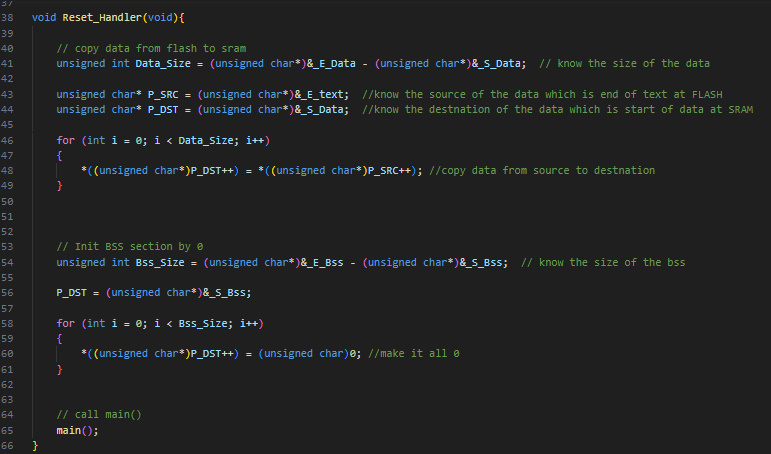 37
38 void Reset_Handler(void){
39
40 // copy data from flash to sram
41 unsigned int Data_Size = (unsigned char*)&_E_Data - (unsigned char*)&_S_Data; // know the size of the data
42
43 unsigned char* P_SRC = (unsigned char*)&_E_text; //know the source of the data which is end of text at FLASH
44 unsigned char* P_DST = (unsigned char*)&_S_Data; //know the destnation of the data which is start of data at SRAM
45
46 for (int i = 0; i < Data_Size; i++)
47 {
48 *((unsigned char*)P_DST++) = *((unsigned char*)P_SRC++); //copy data from source to destnation
49 }
50
51
52
53 // Init BSS section by 0
54 unsigned int Bss_Size = (unsigned char*)&_E_Bss - (unsigned char*)&_S_Bss; // know the size of the bss
55
56 P_DST = (unsigned char*)&_S_Bss;
57
58 for (int i = 0; i < Bss_Size; i++)
59 {
60 *((unsigned char*)P_DST++) = (unsigned char)0; //make it all 0
61 }
62
63
64 // call main()
65 main();
66 }